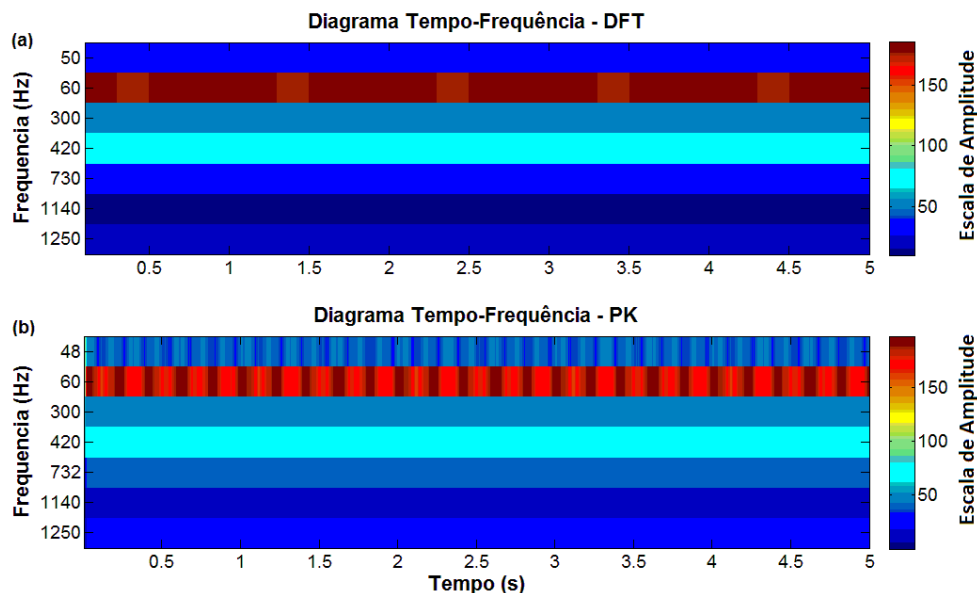 Diagrama Tempo-Frequência - DFT
(a)
Frequencia (Hz)
50
60
300
420
730
1140
1250
0.5 1 1.5 2 2.5 3 3.5 4 4.5 5
150
100
50
Escala de Amplitude
Diagrama Tempo-Frequência - PK
(b)
Frequencia (Hz)
48
60
300
420
732
1140
1250
0.5 1 1.5 2 2.5 3 3.5 4 4.5 5
Tempo (s)
150
100
50
Escala de Amplitude